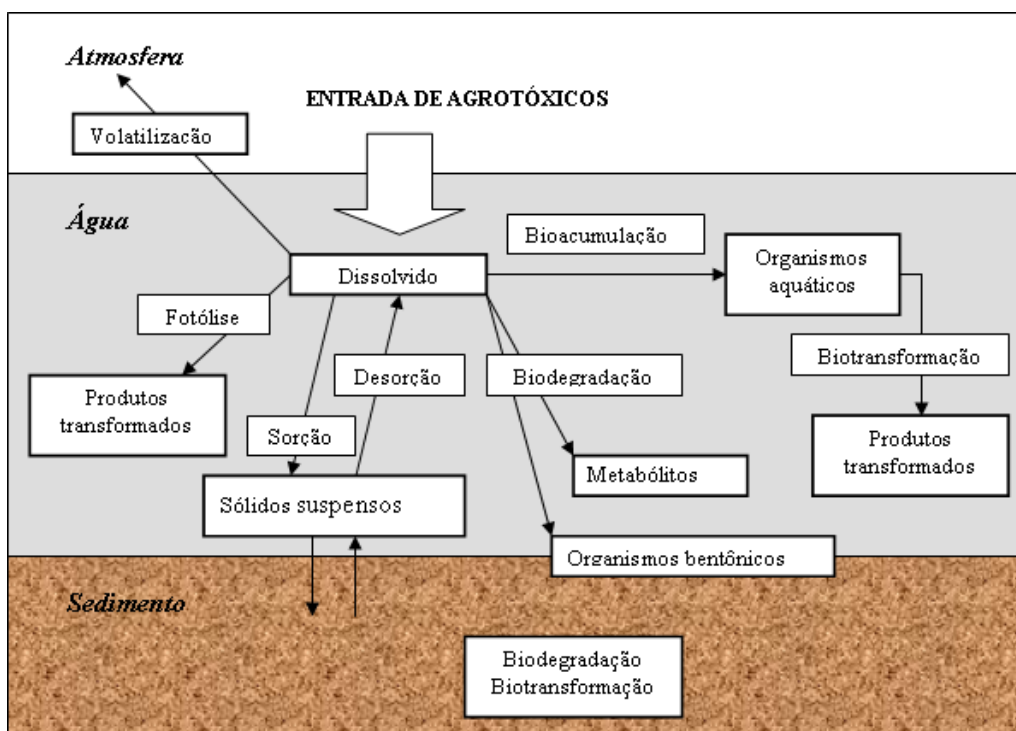 Atmosfera
ENTRADA DE AGROTÓXICOS
Volatilizacão
Água
Bioacumulação
Organismos
aquáticos
Dissolvido
Fotólise
Biotransformação
Desorção
Biodegradação
Produtos
transformados
Sorção
Produtos
transformados
Metabólitos
Sólidos suspensos
Organismos bentônicos
Sedimento
Biodegradação
Biotransformação